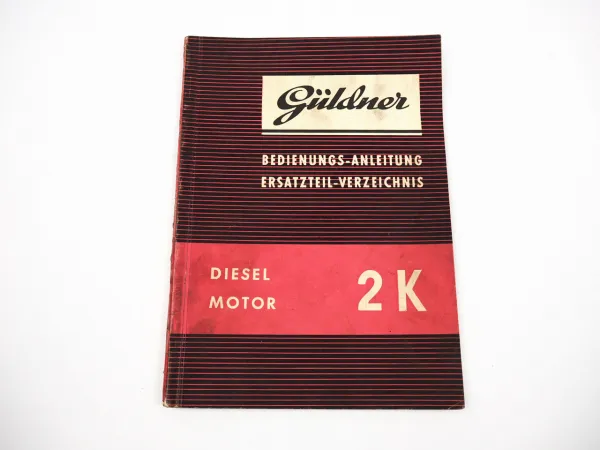 Güldner
BEDIENUNGS-ANLEITUNG
ERSATZTEIL-VERZEICHNIS
DIESEL
MOTOR
2 K